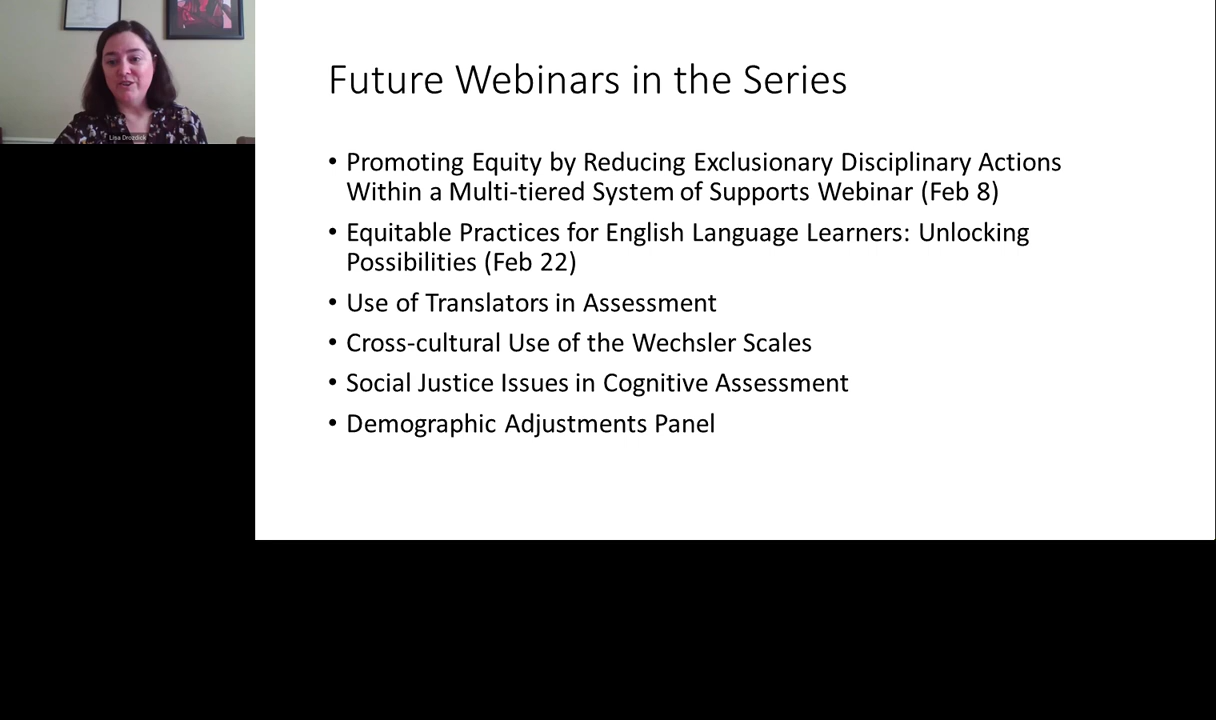 Lisa Drozdick
Future Webinars in the Series
• Promoting Equity by Reducing Exclusionary Disciplinary Actions
Within a Multi-tiered System of Supports Webinar (Feb 8)
• Equitable Practices for English Language Learners: Unlocking
Possibilities (Feb 22)
• Use of Translators in Assessment
• Cross-cultural Use of the Wechsler Scales
• Social Justice Issues in Cognitive Assessment
• Demographic Adjustments Panel